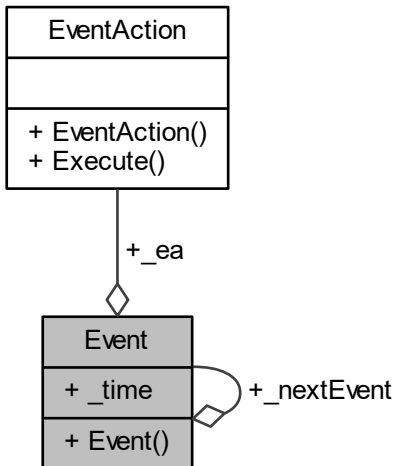 EventAction
+ EventAction()
+ Execute()
+_ea
Event
+ _time
+_nextEvent
+ Event()